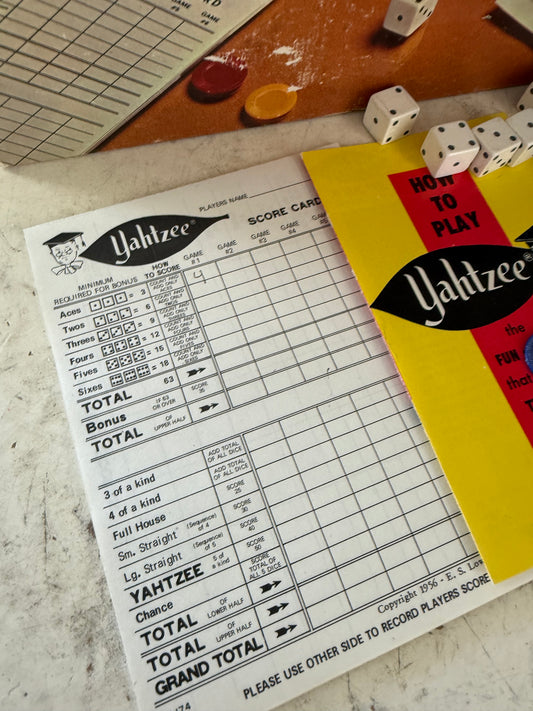 GAME
#5
GAME
#6
PLAYERS NAME
Yahtzee®
SCORE CARD
MINIMUM
REQUIRED FOR BONUS
HOW
TO SCORE
GAME
#1
GAME
#2
GAME
#3
GAME
#4
GAME
Aces = 3 COUNT AND ADD ONLY ACES 4
Twos = 6 COUNT AND ADD ONLY TWOS
Threes = 9 COUNT AND ADD ONLY
Fours = 12 COUNT AND ADD ONLY FOURS
Fives = 15 COUNT AND ADD ONLY
Sixes = 18 COUNT AND ADD ONLY SIXES
TOTAL 63
Bonus IF 63 OR OVER SCORE 35
TOTAL OF UPPER HALF
3 of a kind ADD TOTAL OF ALL DICE
4 of a kind ADD TOTAL OF ALL DICE
Full House SCORE 25
Sm. Straight (Sequence of 4) SCORE 30
Lg. Straight (Sequence of 5) SCORE 40
YAHTZEE 5 of a kind SCORE 50
Chance SCORE TOTAL OF ALL 5 DICE
TOTAL OF LOWER HALF
TOTAL OF UPPER HALF
GRAND TOTAL
Copyright 1956 - E. S. Low
PLEASE USE OTHER SIDE TO RECORD PLAYERS SCORE
HOW
TO
PLAY
Yahtzee®
the
FUN
that